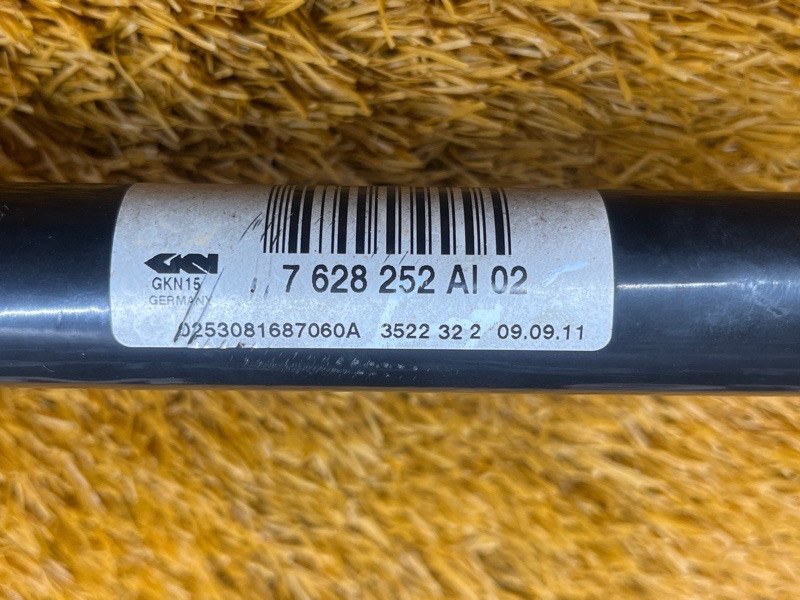 GKN
GKN15
GERMANY
7 628 252 AI 02
0253081687060A 3522 32 2 09.09.11